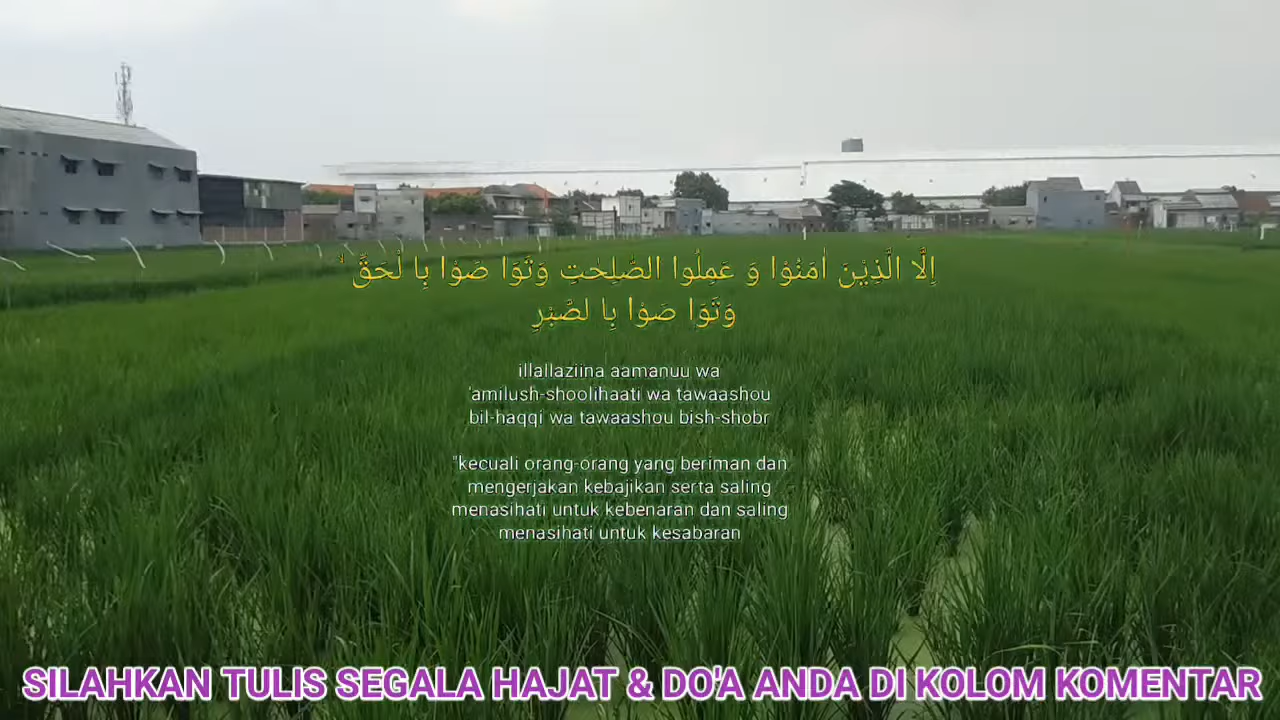 اِلَّا الَّذِيْنَ اٰمَنُوْا وَ عَمِلُوا الصّٰلِحٰتِ وَتَوَا صَوْا بِا لْحَقِّ ۙ
وَتَوَا صَوْا بِا لصَّبْرِ
illallaziina aamanuu wa
'amilush-shoolihaati wa tawaashou
bil-haqqi wa tawaashou bish-shobr
"kecuali orang-orang yang beriman dan
mengerjakan kebajikan serta saling
menasihati untuk kebenaran dan saling
menasihati untuk kesabaran
SILAHKAN TULIS SEGALA HAJAT & DO'A ANDA DI KOLOM KOMENTAR